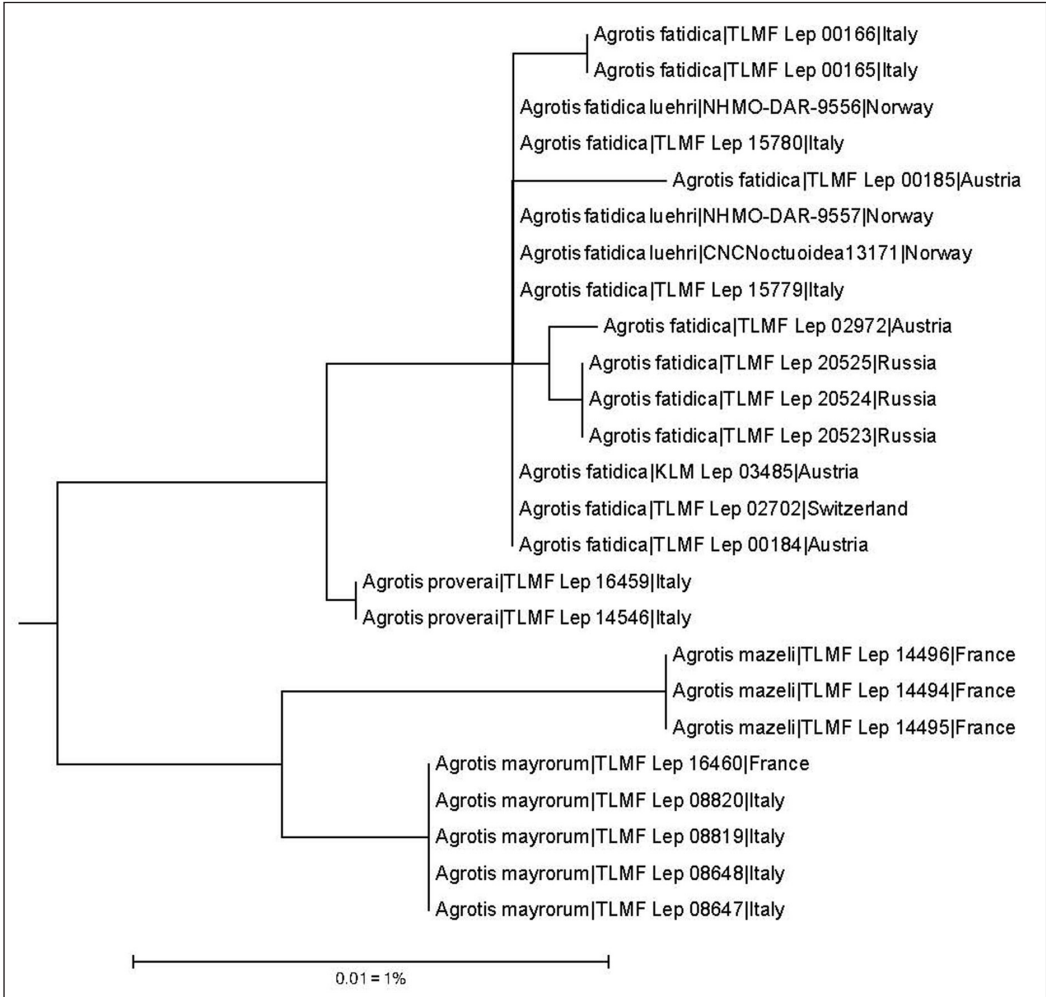 Agrotis fatidica|TLMF Lep 00166|Italy
Agrotis fatidica|TLMF Lep 00165|Italy
Agrotis fatidica luehri|NHMO-DAR-9556|Norway
Agrotis fatidica|TLMF Lep 15780|Italy
Agrotis fatidica|TLMF Lep 00185|Austria
Agrotis fatidica luehri|NHMO-DAR-9557|Norway
Agrotis fatidica luehri|CNCNoctuoidea13171|Norway
Agrotis fatidica|TLMF Lep 15779|Italy
Agrotis fatidica|TLMF Lep 02972|Austria
Agrotis fatidica|TLMF Lep 20525|Russia
Agrotis fatidica|TLMF Lep 20524|Russia
Agrotis fatidica|TLMF Lep 20523|Russia
Agrotis fatidica|KLM Lep 03485|Austria
Agrotis fatidica|TLMF Lep 02702|Switzerland
Agrotis fatidica|TLMF Lep 00184|Austria
Agrotis proverai|TLMF Lep 16459|Italy
Agrotis proverai|TLMF Lep 14546|Italy
Agrotis mazeli|TLMF Lep 14496|France
Agrotis mazeli|TLMF Lep 14494|France
Agrotis mazeli|TLMF Lep 14495|France
Agrotis mayrorum|TLMF Lep 16460|France
Agrotis mayrorum|TLMF Lep 08820|Italy
Agrotis mayrorum|TLMF Lep 08819|Italy
Agrotis mayrorum|TLMF Lep 08648|Italy
Agrotis mayrorum|TLMF Lep 08647|Italy
0.01 = 1%